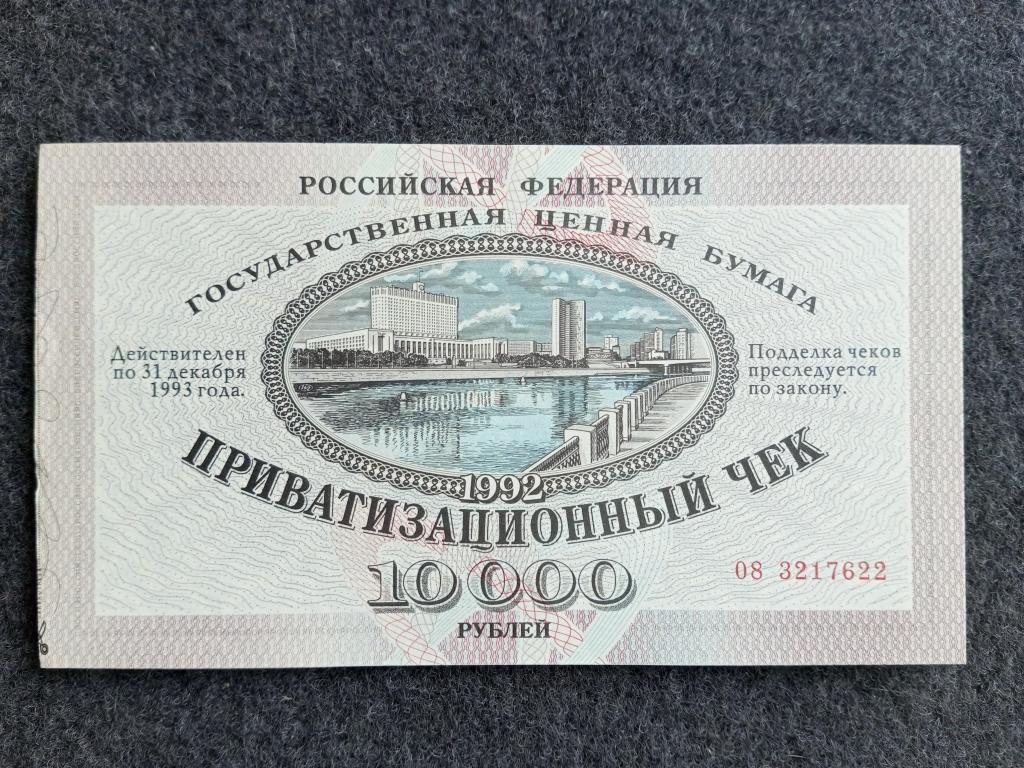 РОССИЙСКАЯ ФЕДЕРАЦИЯ
ГОСУДАРСТВЕННАЯ ЦЕННАЯ БУМАГА
Действителен
по 31 декабря
1993 года.
Подделка чеков
преследуется
по закону.
1992
ПРИВАТИЗАЦИОННЫЙ ЧЕК
10 000
РУБЛЕЙ
08 3217622